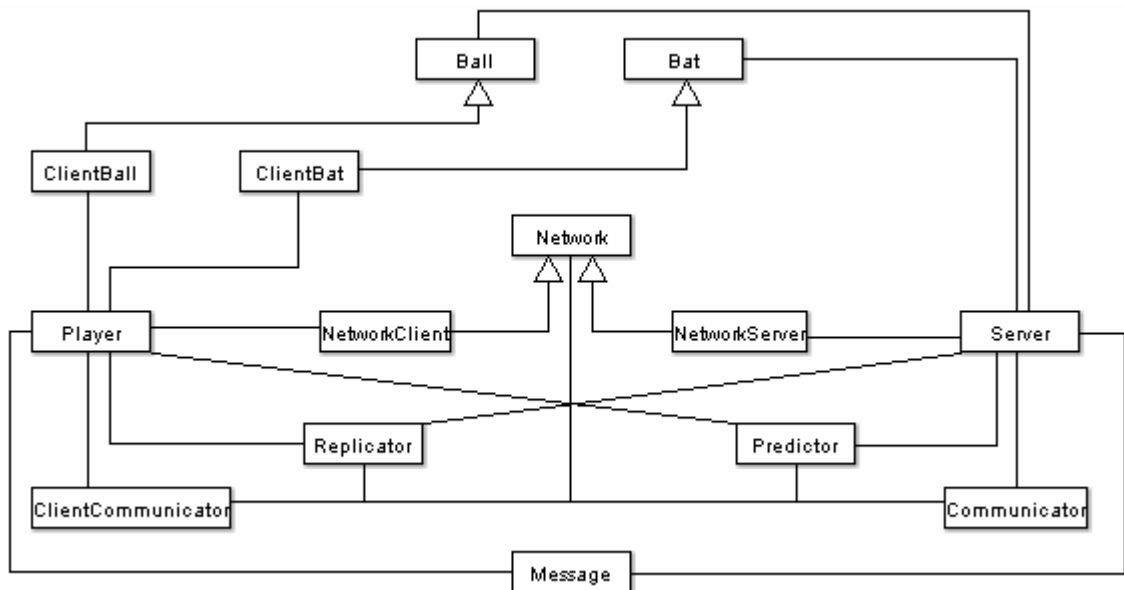 Ball
Bat
ClientBall
ClientBat
Network
Player
NetworkClient
NetworkServer
Server
Replicator
Predictor
ClientCommunicator
Communicator
Message